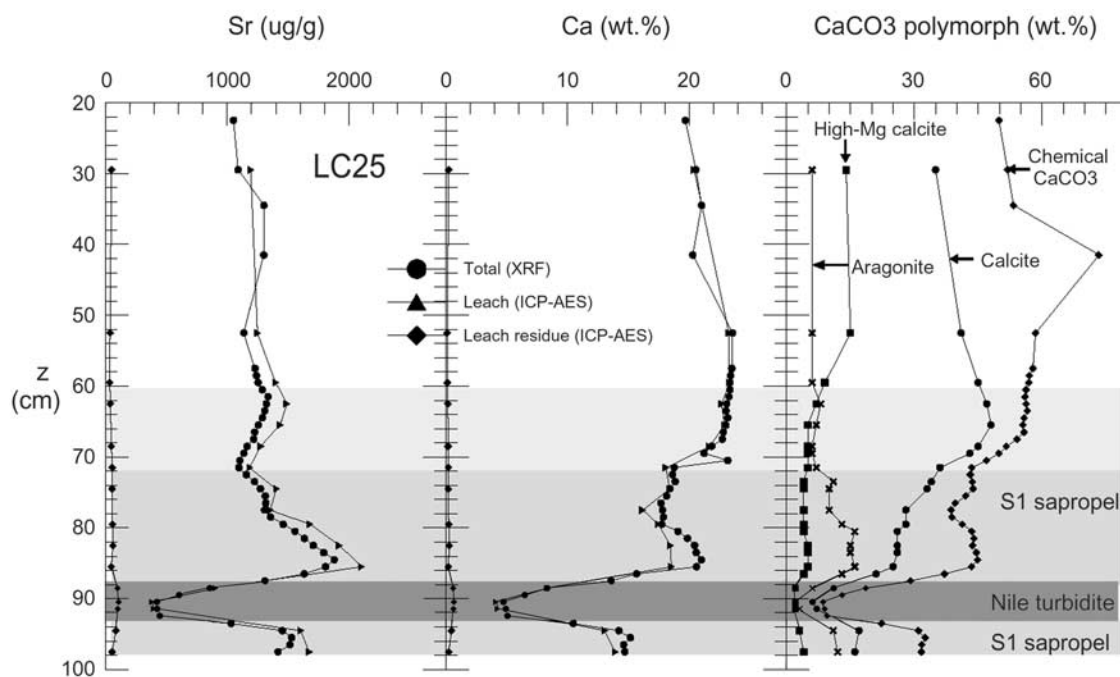 Sr (ug/g) Ca (wt.%) CaCO3 polymorph (wt.%)
0 1000 2000 0 10 20 0 30 60
20
High-Mg calcite
LC25
30
Chemical
CaCO3
40
Total (XRF)
Aragonite
Calcite
Leach (ICP-AES)
50
Leach residue (ICP-AES)
z
(cm)
60
70
S1 sapropel
80
90
Nile turbidite
S1 sapropel
100